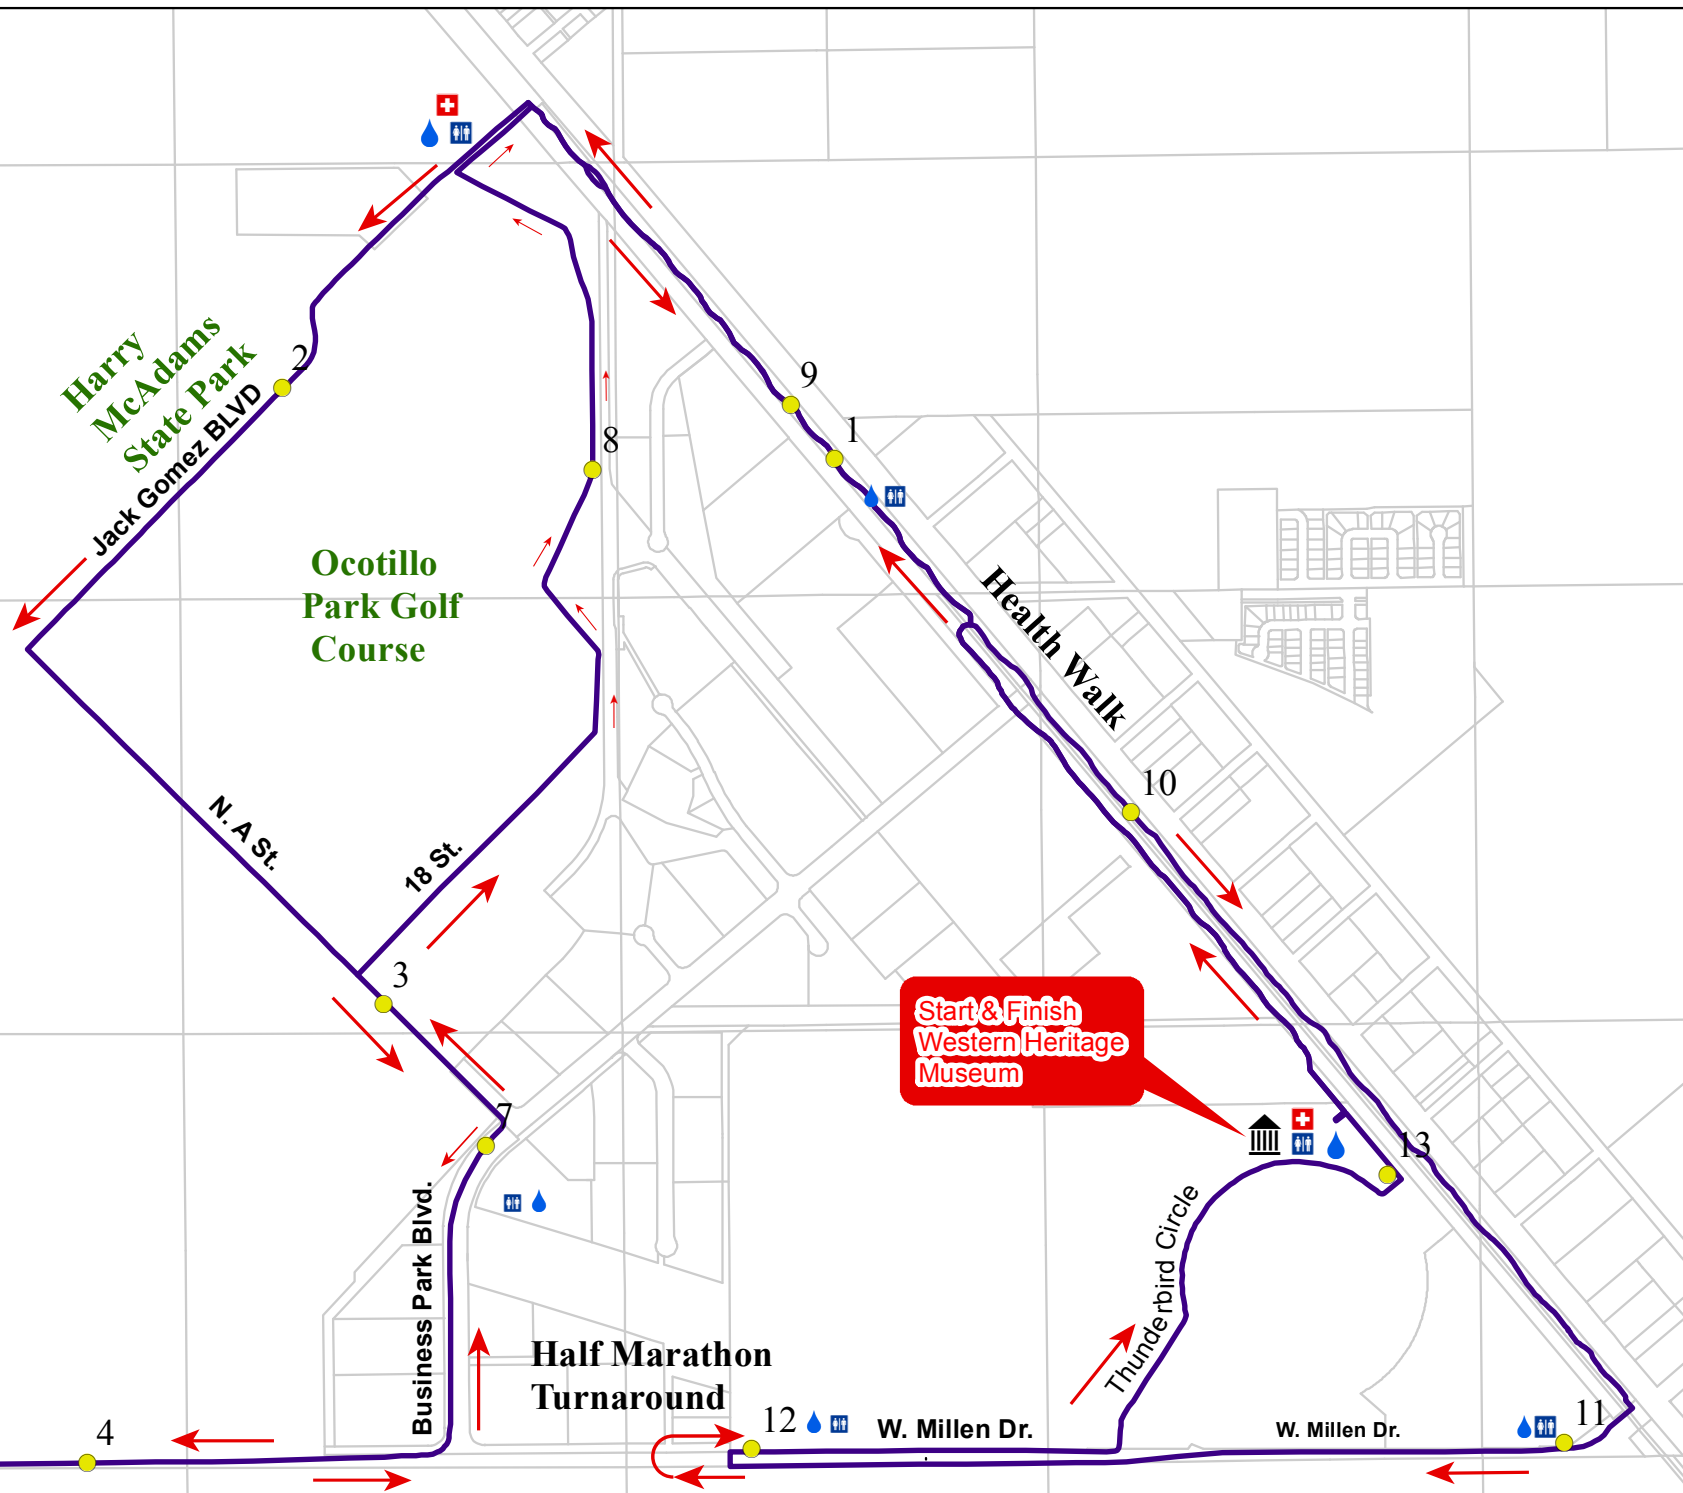 Harry
McAdams
State Park
2
Jack Gomez BLVD
9
1
8
Ocotillo
Park Golf
Course
Health Walk
10
N. A St.
18 St.
3
Start & Finish
Western Heritage
Museum
7
13
Business Park Blvd.
Thunderbird Circle
Half Marathon
Turnaround
4
12
W. Millen Dr.
W. Millen Dr.
11